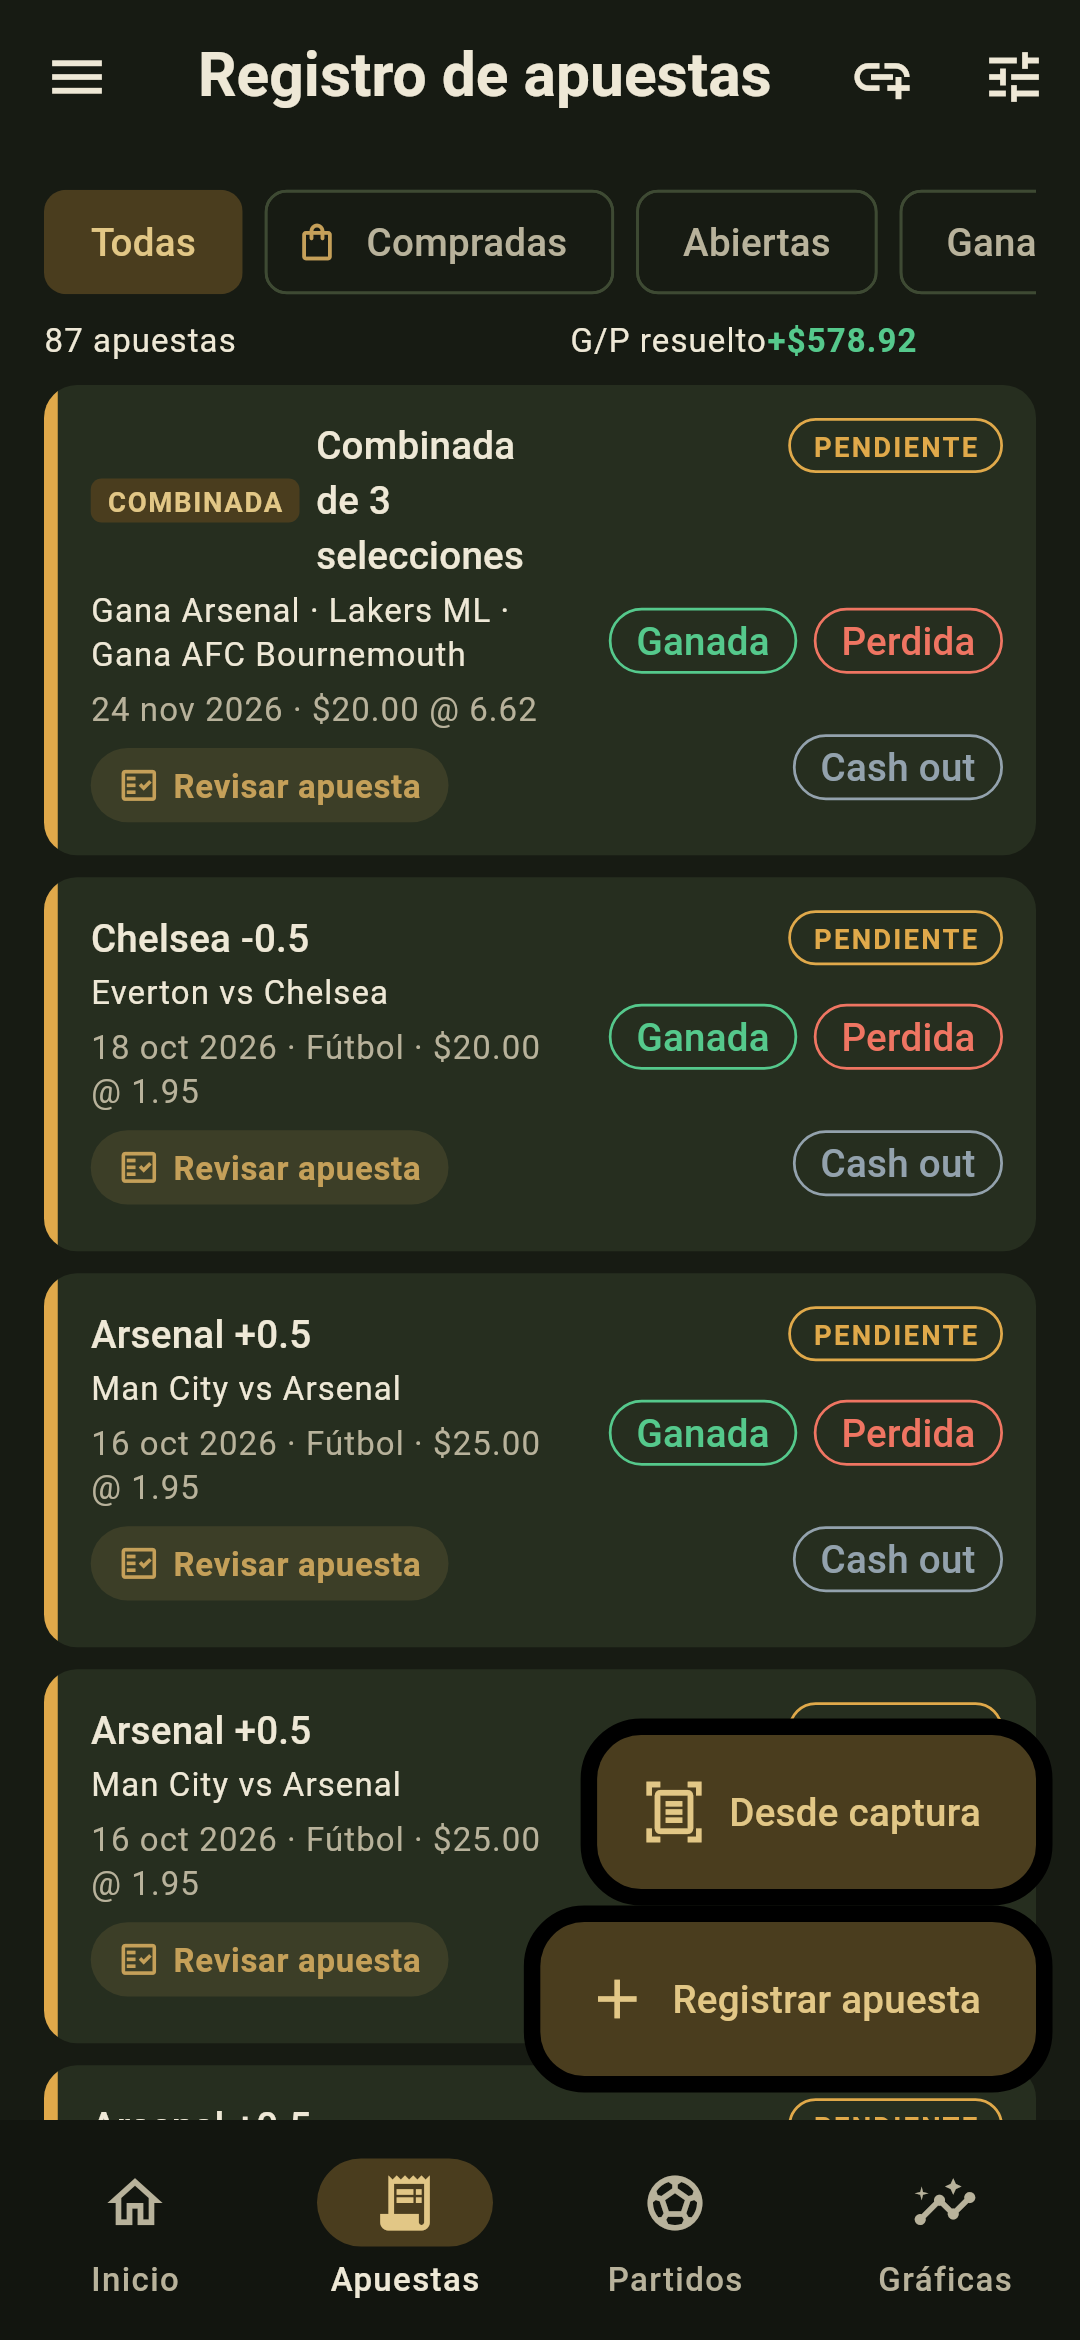 Registro de apuestas
Todas
Compradas
Abiertas
Gana
87 apuestas
G/P resuelto+$578.92
COMBINADA
Combinada
de 3
selecciones
PENDIENTE
Gana Arsenal · Lakers ML ·
Gana AFC Bournemouth
24 nov 2026 · $20.00 @ 6.62
Ganada
Perdida
Revisar apuesta
Cash out
Chelsea -0.5
PENDIENTE
Everton vs Chelsea
18 oct 2026 · Fútbol · $20.00
@ 1.95
Ganada
Perdida
Revisar apuesta
Cash out
Arsenal +0.5
PENDIENTE
Man City vs Arsenal
16 oct 2026 · Fútbol · $25.00
@ 1.95
Ganada
Perdida
Revisar apuesta
Cash out
Arsenal +0.5
Man City vs Arsenal
16 oct 2026 · Fútbol · $25.00
@ 1.95
Revisar apuesta
Desde captura
Registrar apuesta
Arsenal +0.5
PENDIENTE
Inicio
Apuestas
Partidos
Gráficas